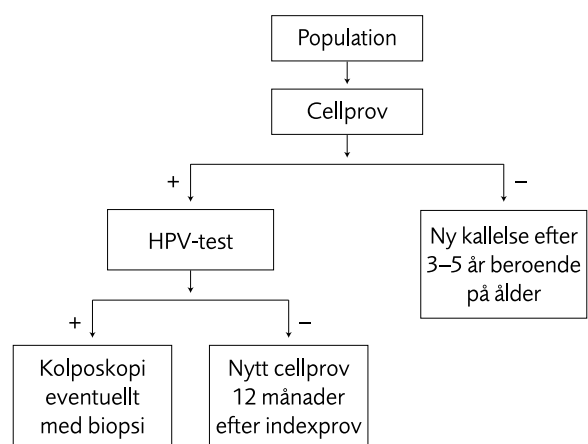 Population
Cellprov
+
–
HPV-test
Ny kallelse efter
3–5 år beroende
på ålder
+
–
Kolposkopi
eventuellt
med biopsi
Nytt cellprov
12 månader
efter indexprov